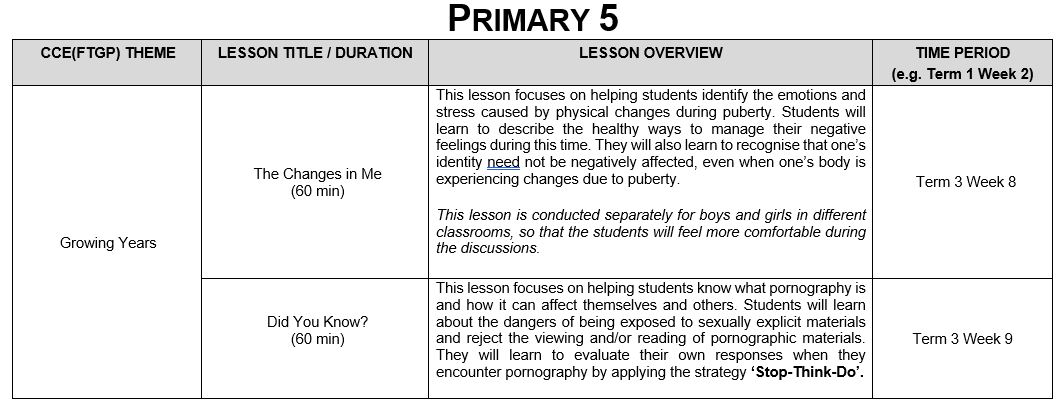 PRIMARY 5
CCE(FTGP) THEME
LESSON TITLE / DURATION
LESSON OVERVIEW
TIME PERIOD
(e.g. Term 1 Week 2)
Growing Years
The Changes in Me
(60 min)
This lesson focuses on helping students identify the emotions and
stress caused by physical changes during puberty. Students will
learn to describe the healthy ways to manage their negative
feelings during this time. They will also learn to recognise that one's
identity need not be negatively affected, even when one's body is
experiencing changes due to puberty.
This lesson is conducted separately for boys and girls in different
classrooms, so that the students will feel more comfortable during
the discussions.
Term 3 Week 8
Did You Know?
(60 min)
This lesson focuses on helping students know what pornography is
and how it can affect themselves and others. Students will learn
about the dangers of being exposed to sexually explicit materials
and reject the viewing and/or reading of pornographic materials.
They will learn to evaluate their own responses when they
encounter pornography by applying the strategy ‘Stop-Think-Do’.
Term 3 Week 9